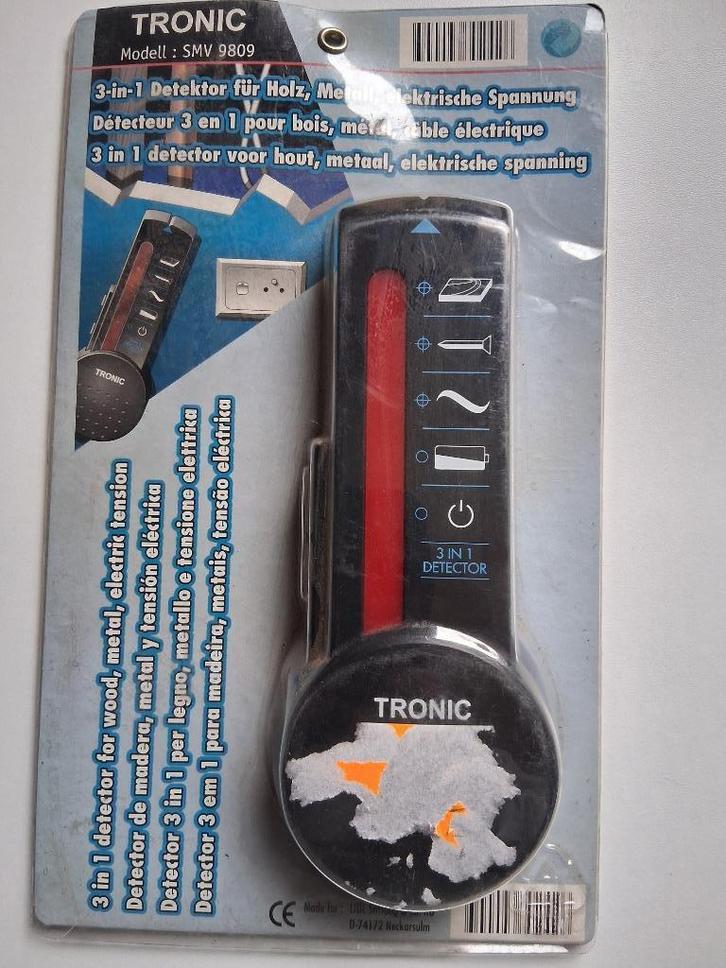 TRONIC
Modell : SMV 9809
3-in-1 Detektor für Holz, Metall, elektrische Spannung
Détecteur 3 en 1 pour bois, métal, câble électrique
3 in 1 detector voor hout, metaal, elektrische spanning
TRONIC
3 IN 1
DETECTOR
TRONIC
3 in 1 detector for wood, metal, electric tension
Detector de madera, metal y tensión eléctrica
Detector 3 in 1 per legno, metallo e tensione elettrica
Detector 3 em 1 para madeira, metais, tensão eléctrica
CE Made for :
D-74172 Neckarsulm